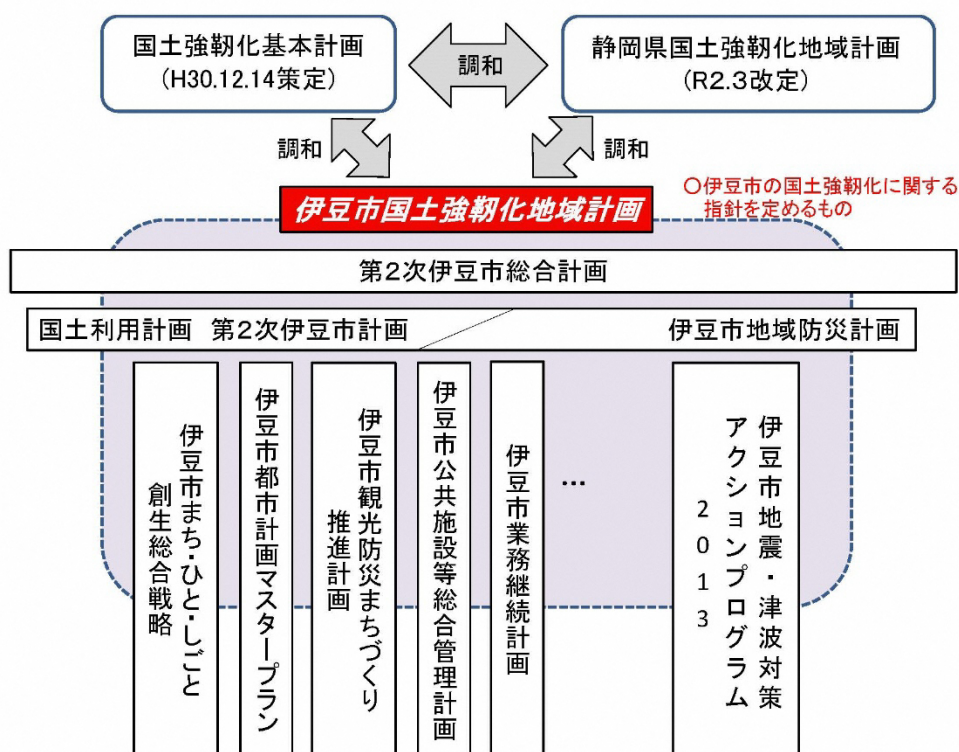 国土強靭化基本計画
(H30.12.14策定)
調和
静岡県国土強靭化地域計画
(R2.3改定)
調和
調和
伊豆市国土強靭化地域計画
○伊豆市の国土強靭化に関する
指針を定めるもの
第2次伊豆市総合計画
国土利用計画 第2次伊豆市計画
伊豆市地域防災計画
伊豆市まち・ひと・しごと
創生総合戦略
伊豆市都市計画マスタープラン
伊豆市観光防災まちづくり
推進計画
伊豆市公共施設等総合管理計画
伊豆市業務継続計画
…
伊豆市地震・津波対策
アクションプログラム
2013